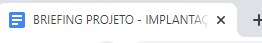 BRIEFING PROJETO - IMPLANTAÇ